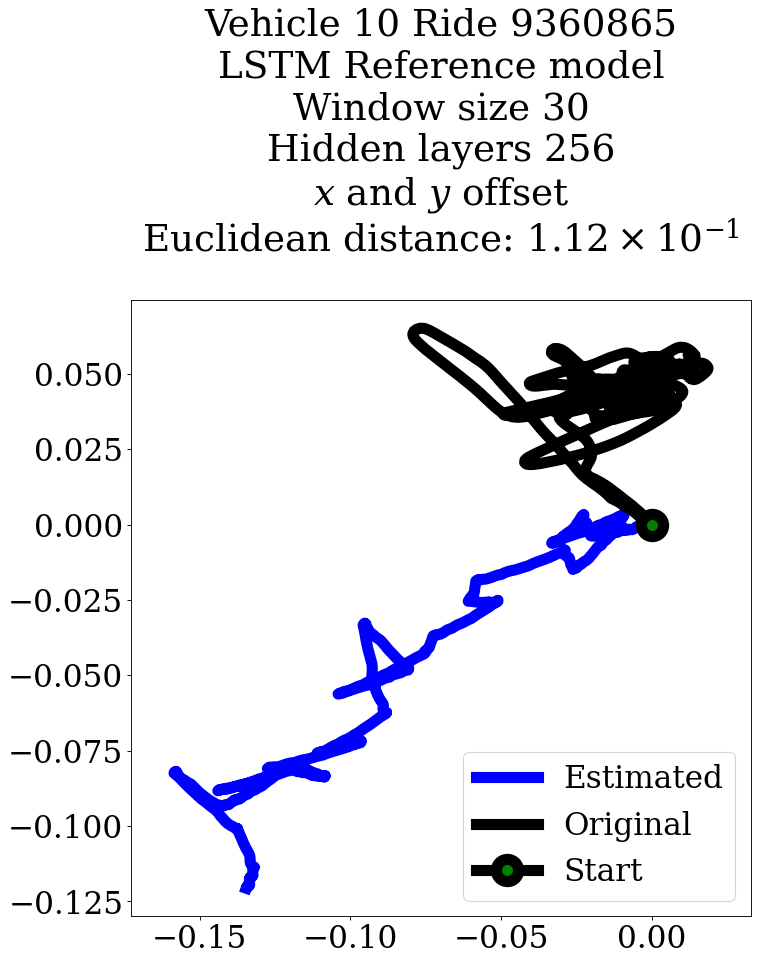 Vehicle 10 Ride 9360865
LSTM Reference model
Window size 30
Hidden layers 256
x and y offset
Euclidean distance: 1.12 × 10⁻¹
0.050
0.025
0.000
−0.025
−0.050
−0.075
−0.100
−0.125
Estimated
Original
Start
−0.15 −0.10 −0.05 0.00